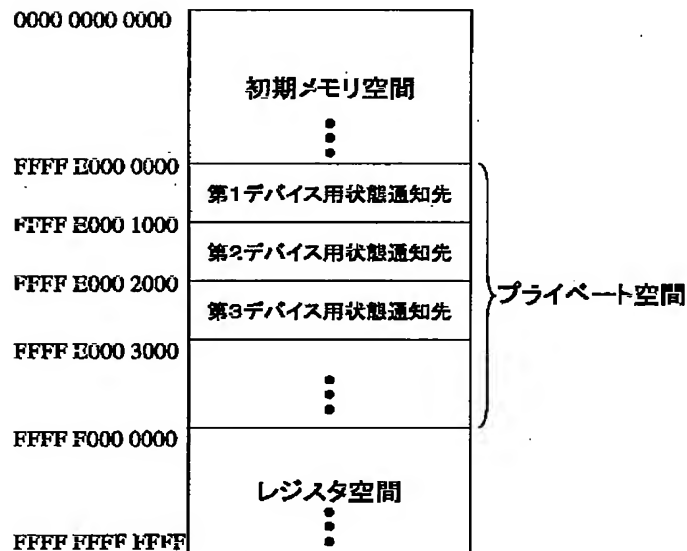 0000 0000 0000
初期メモリ空間
FFFF E000 0000
第1デバイス用状態通知先
FFFF E000 1000
第2デバイス用状態通知先
FFFF E000 2000
第3デバイス用状態通知先
プライベート空間
FFFF E000 3000
FFFF F000 0000
レジスタ空間
FFFF FFFF FFFF